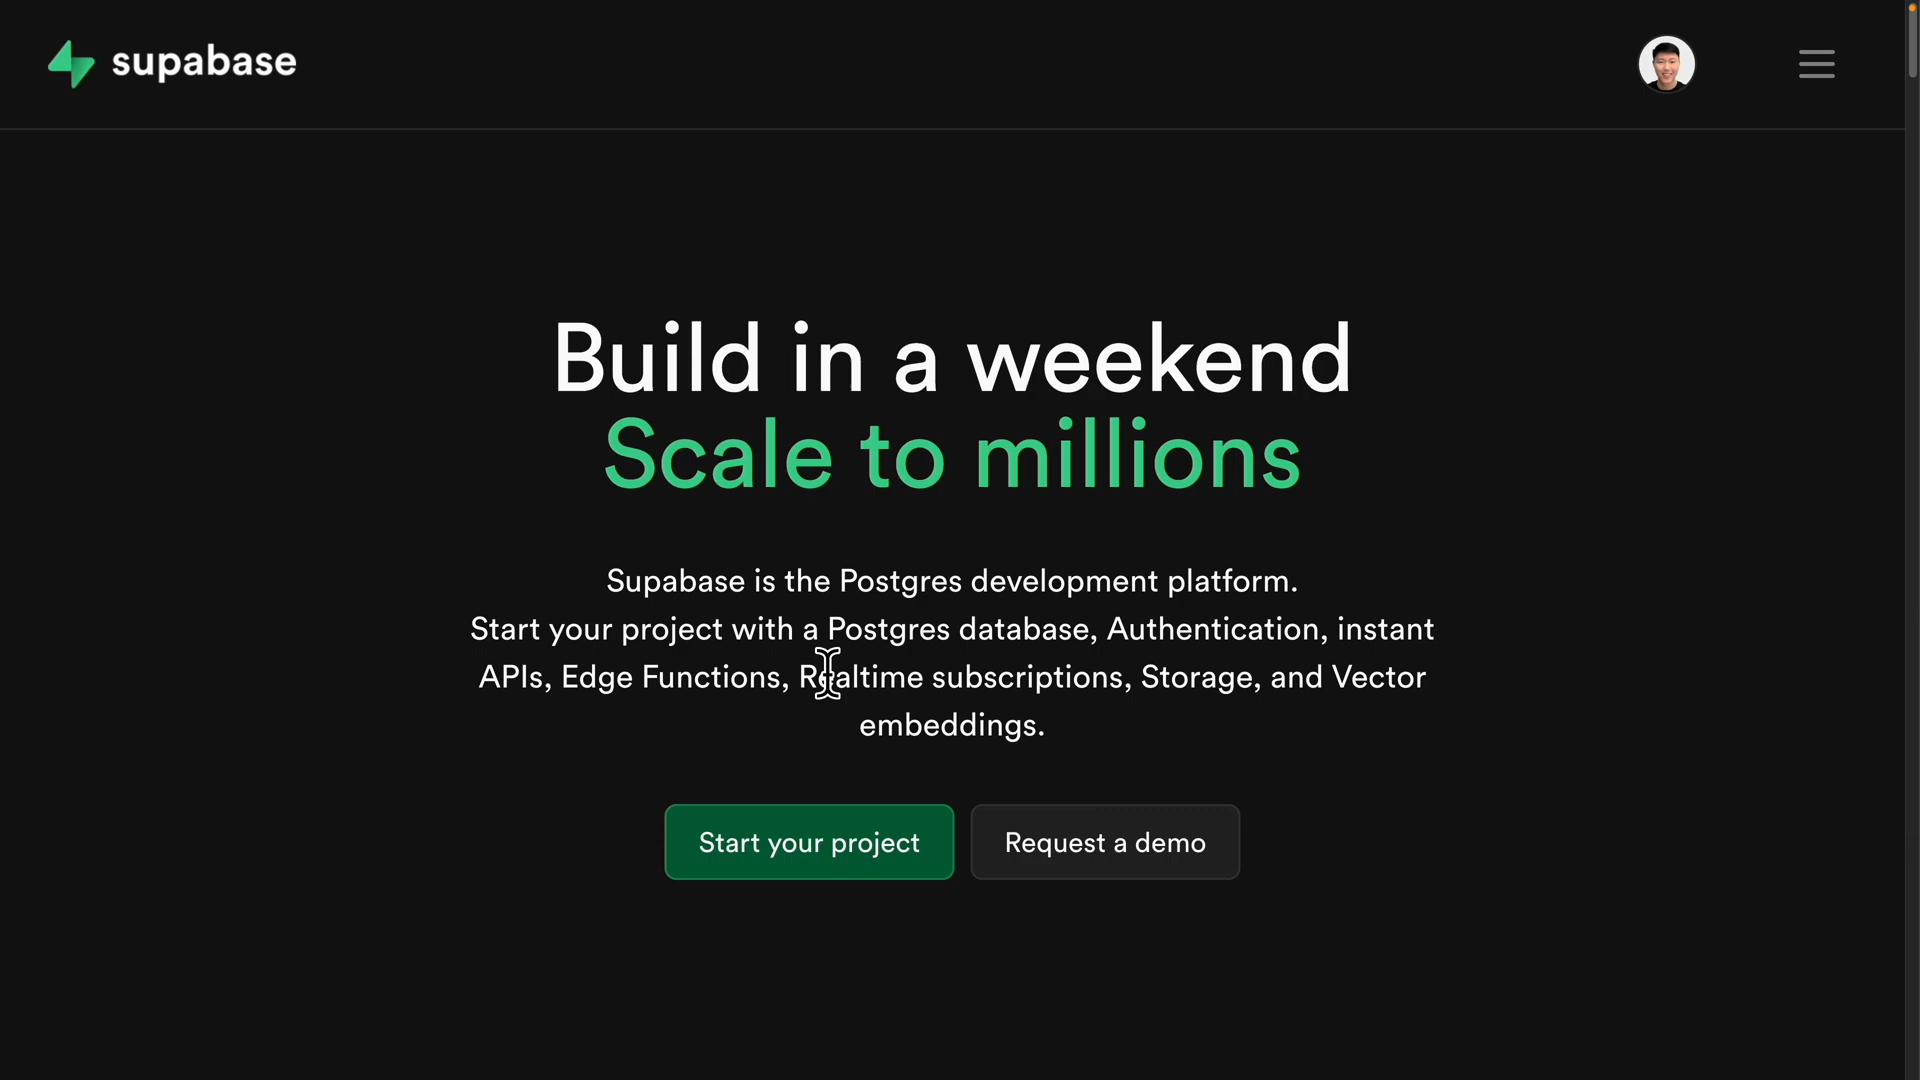 supabase
Build in a weekend
Scale to millions
Supabase is the Postgres development platform.
Start your project with a Postgres database, Authentication, instant
APIs, Edge Functions, Realtime subscriptions, Storage, and Vector
embeddings.
Start your project
Request a demo